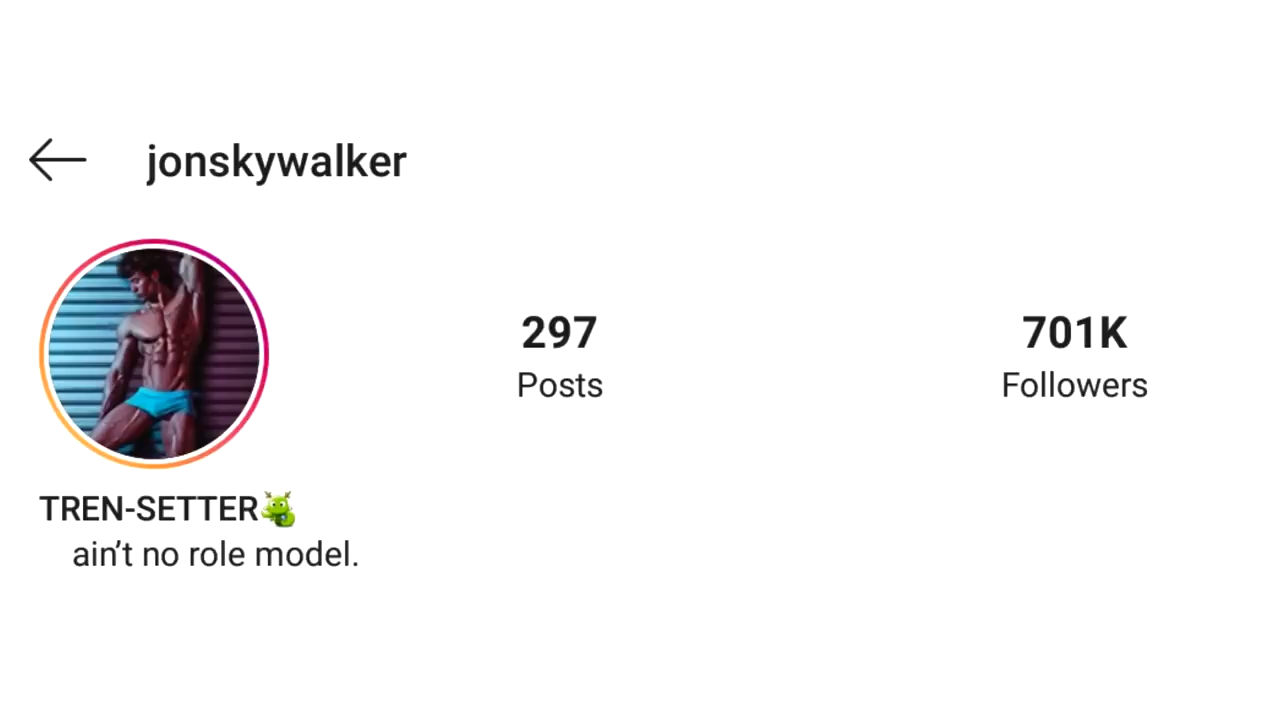 jonskywalker
297
Posts
701K
Followers
TREN-SETTER🐲
ain't no role model.